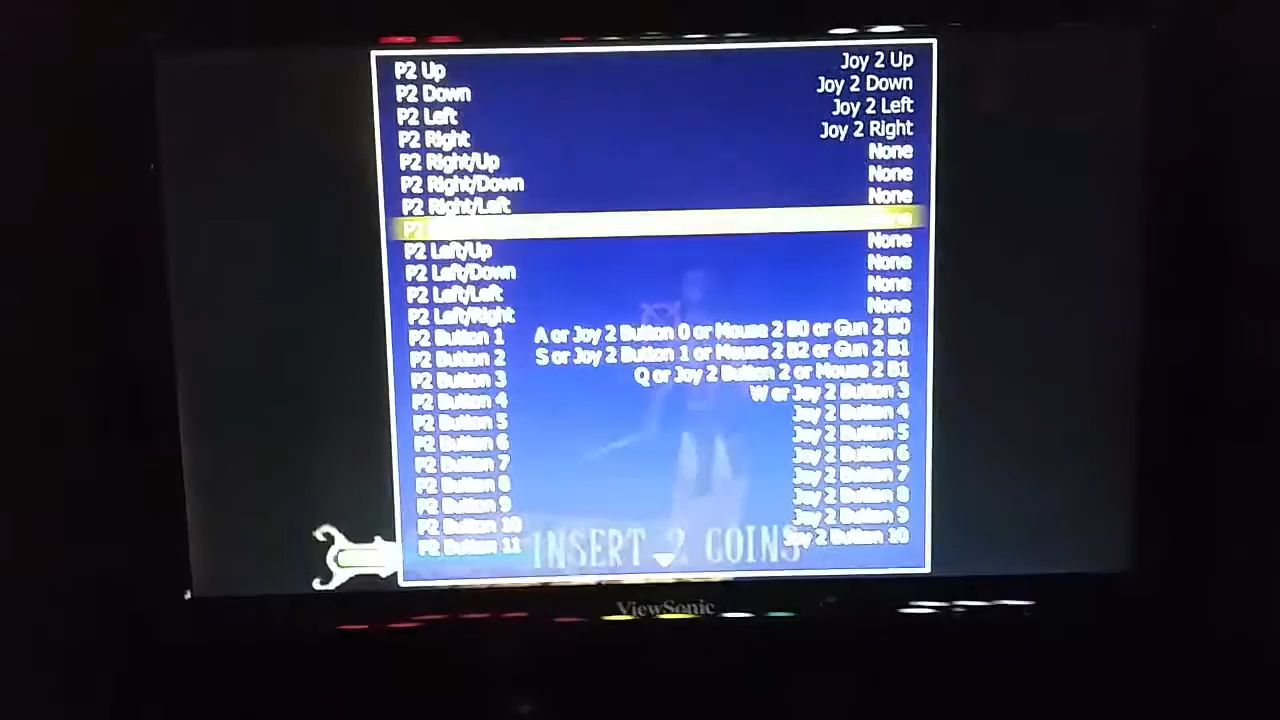 P2 Up Joy 2 Up
P2 Down Joy 2 Down
P2 Left Joy 2 Left
P2 Right Joy 2 Right
P2 Right/Up None
P2 Right/Down None
P2 Right/Left None
P2
P2 Left/Up None
P2 Left/Down None
P2 Left/Left None
P2 Left/Right None
P2 Button 1 A or Joy 2 Button 0 or Mouse 2 B0 or Gun 2 B0
P2 Button 2 S or Joy 2 Button 1 or Mouse 2 B2 or Gun 2 B1
P2 Button 3 Q or Joy 2 Button 2 or Mouse 2 B1
P2 Button 4 W or Joy 2 Button 3
P2 Button 5 Joy 2 Button 4
P2 Button 6 Joy 2 Button 5
P2 Button 7 Joy 2 Button 6
P2 Button 8 Joy 2 Button 7
P2 Button 9 Joy 2 Button 8
P2 Button 10 Joy 2 Button 9
P2 Button 11 Joy 2 Button 10
INSERT 2 COINS
ViewSonic